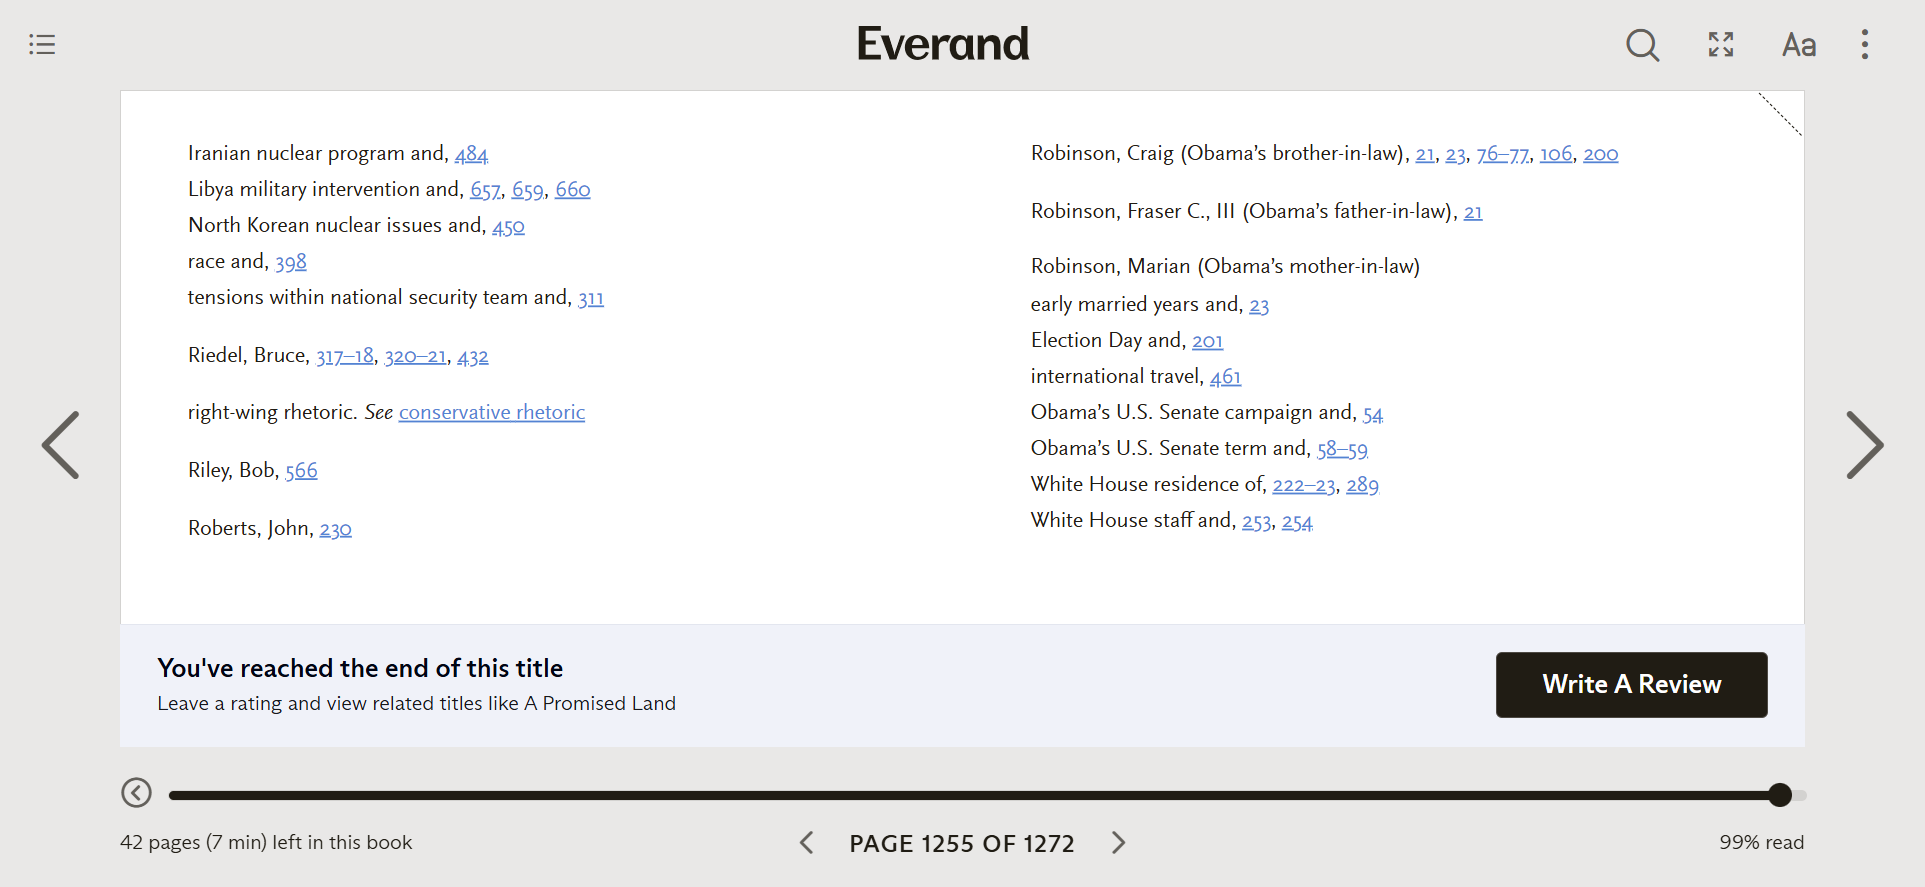 Everand
Aa
Iranian nuclear program and, 484
Libya military intervention and, 657, 659, 660
North Korean nuclear issues and, 450
race and, 398
tensions within national security team and, 311
Riedel, Bruce, 317–18, 320–21, 432
right-wing rhetoric. See conservative rhetoric
Riley, Bob, 566
Roberts, John, 230
Robinson, Craig (Obama’s brother-in-law), 21, 23, 76–77, 106, 200
Robinson, Fraser C., III (Obama’s father-in-law), 21
Robinson, Marian (Obama’s mother-in-law)
early married years and, 23
Election Day and, 201
international travel, 461
Obama’s U.S. Senate campaign and, 54
Obama’s U.S. Senate term and, 58–59
White House residence of, 222–23, 289
White House staff and, 253, 254
You've reached the end of this title
Leave a rating and view related titles like A Promised Land
Write A Review
42 pages (7 min) left in this book
PAGE 1255 OF 1272
99% read